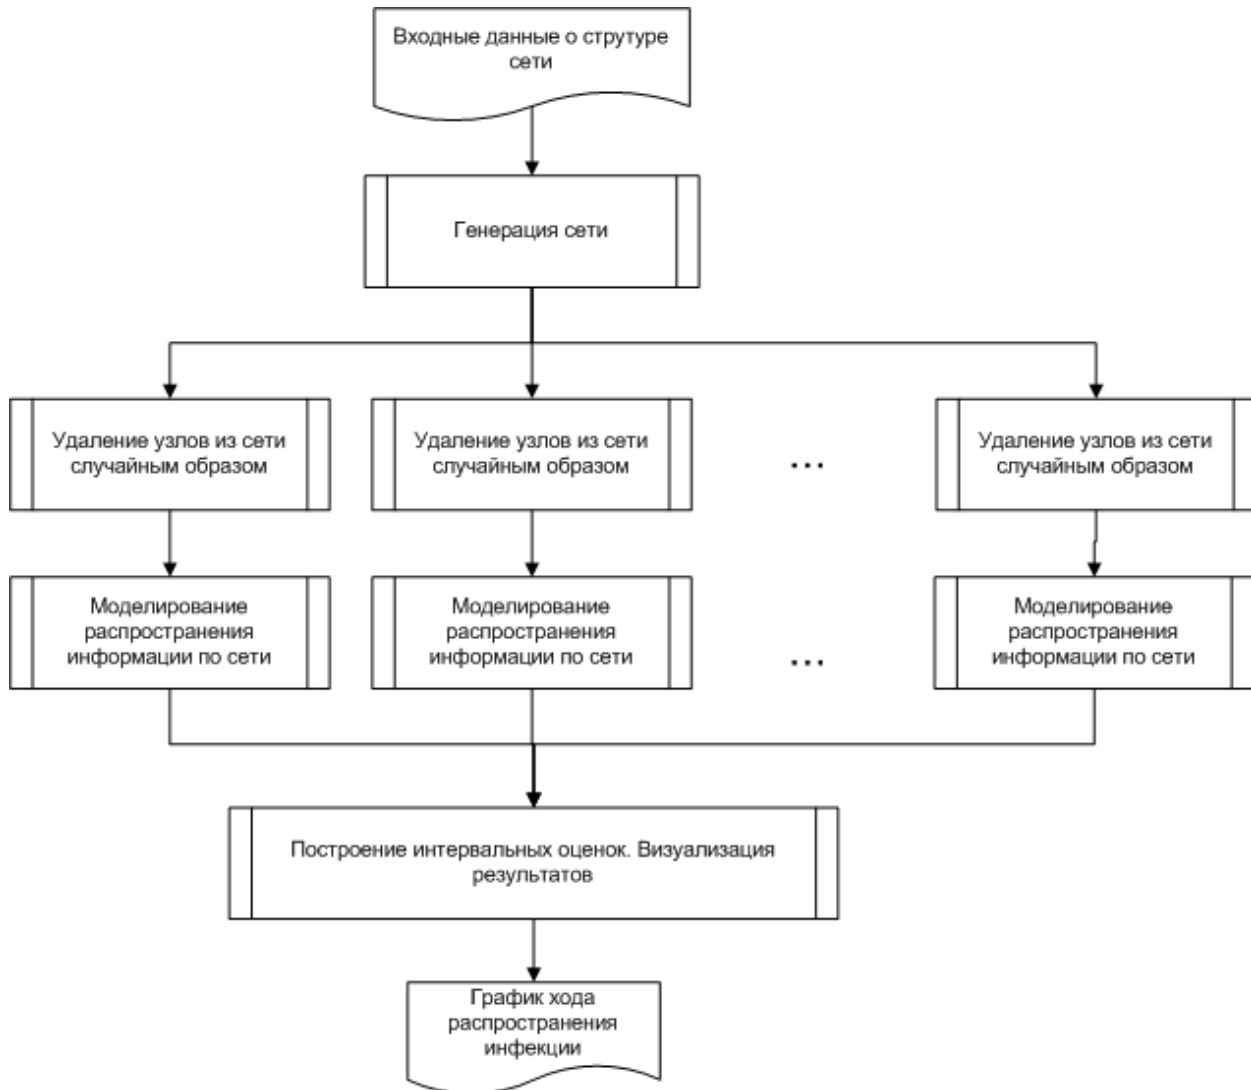 Входные данные о струтуре
сети
Генерация сети
Удаление узлов из сети
случайным образом
Удаление узлов из сети
случайным образом
...
Удаление узлов из сети
случайным образом
Моделирование
распространения
информации по сети
Моделирование
распространения
информации по сети
...
Моделирование
распространения
информации по сети
Построение интервальных оценок. Визуализация
результатов
График хода
распространения
инфекции